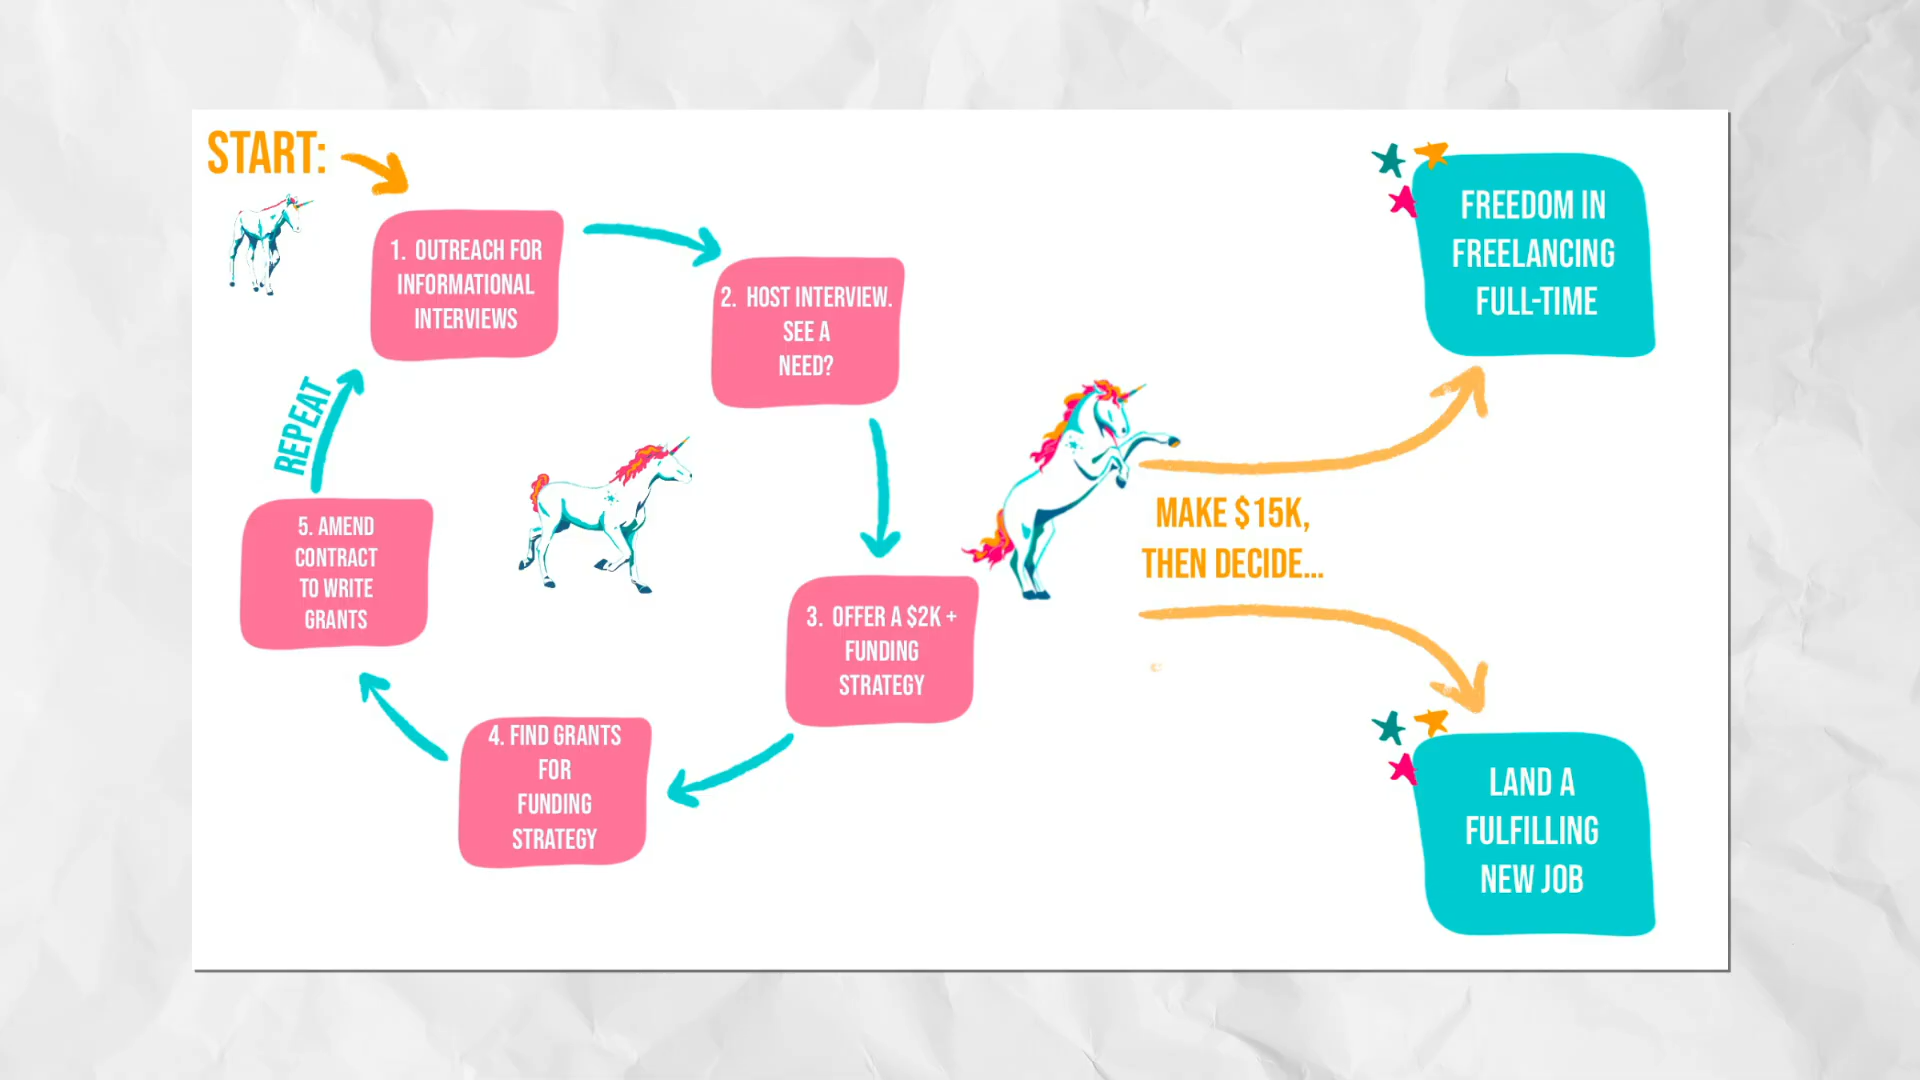 START:
1. OUTREACH FOR
INFORMATIONAL
INTERVIEWS
2. HOST INTERVIEW.
SEE A
NEED?
3. OFFER A $2K +
FUNDING
STRATEGY
4. FIND GRANTS
FOR
FUNDING
STRATEGY
5. AMEND
CONTRACT
TO WRITE
GRANTS
REPEAT
MAKE $15K,
THEN DECIDE...
FREEDOM IN
FREELANCING
FULL-TIME
LAND A
FULFILLING
NEW JOB